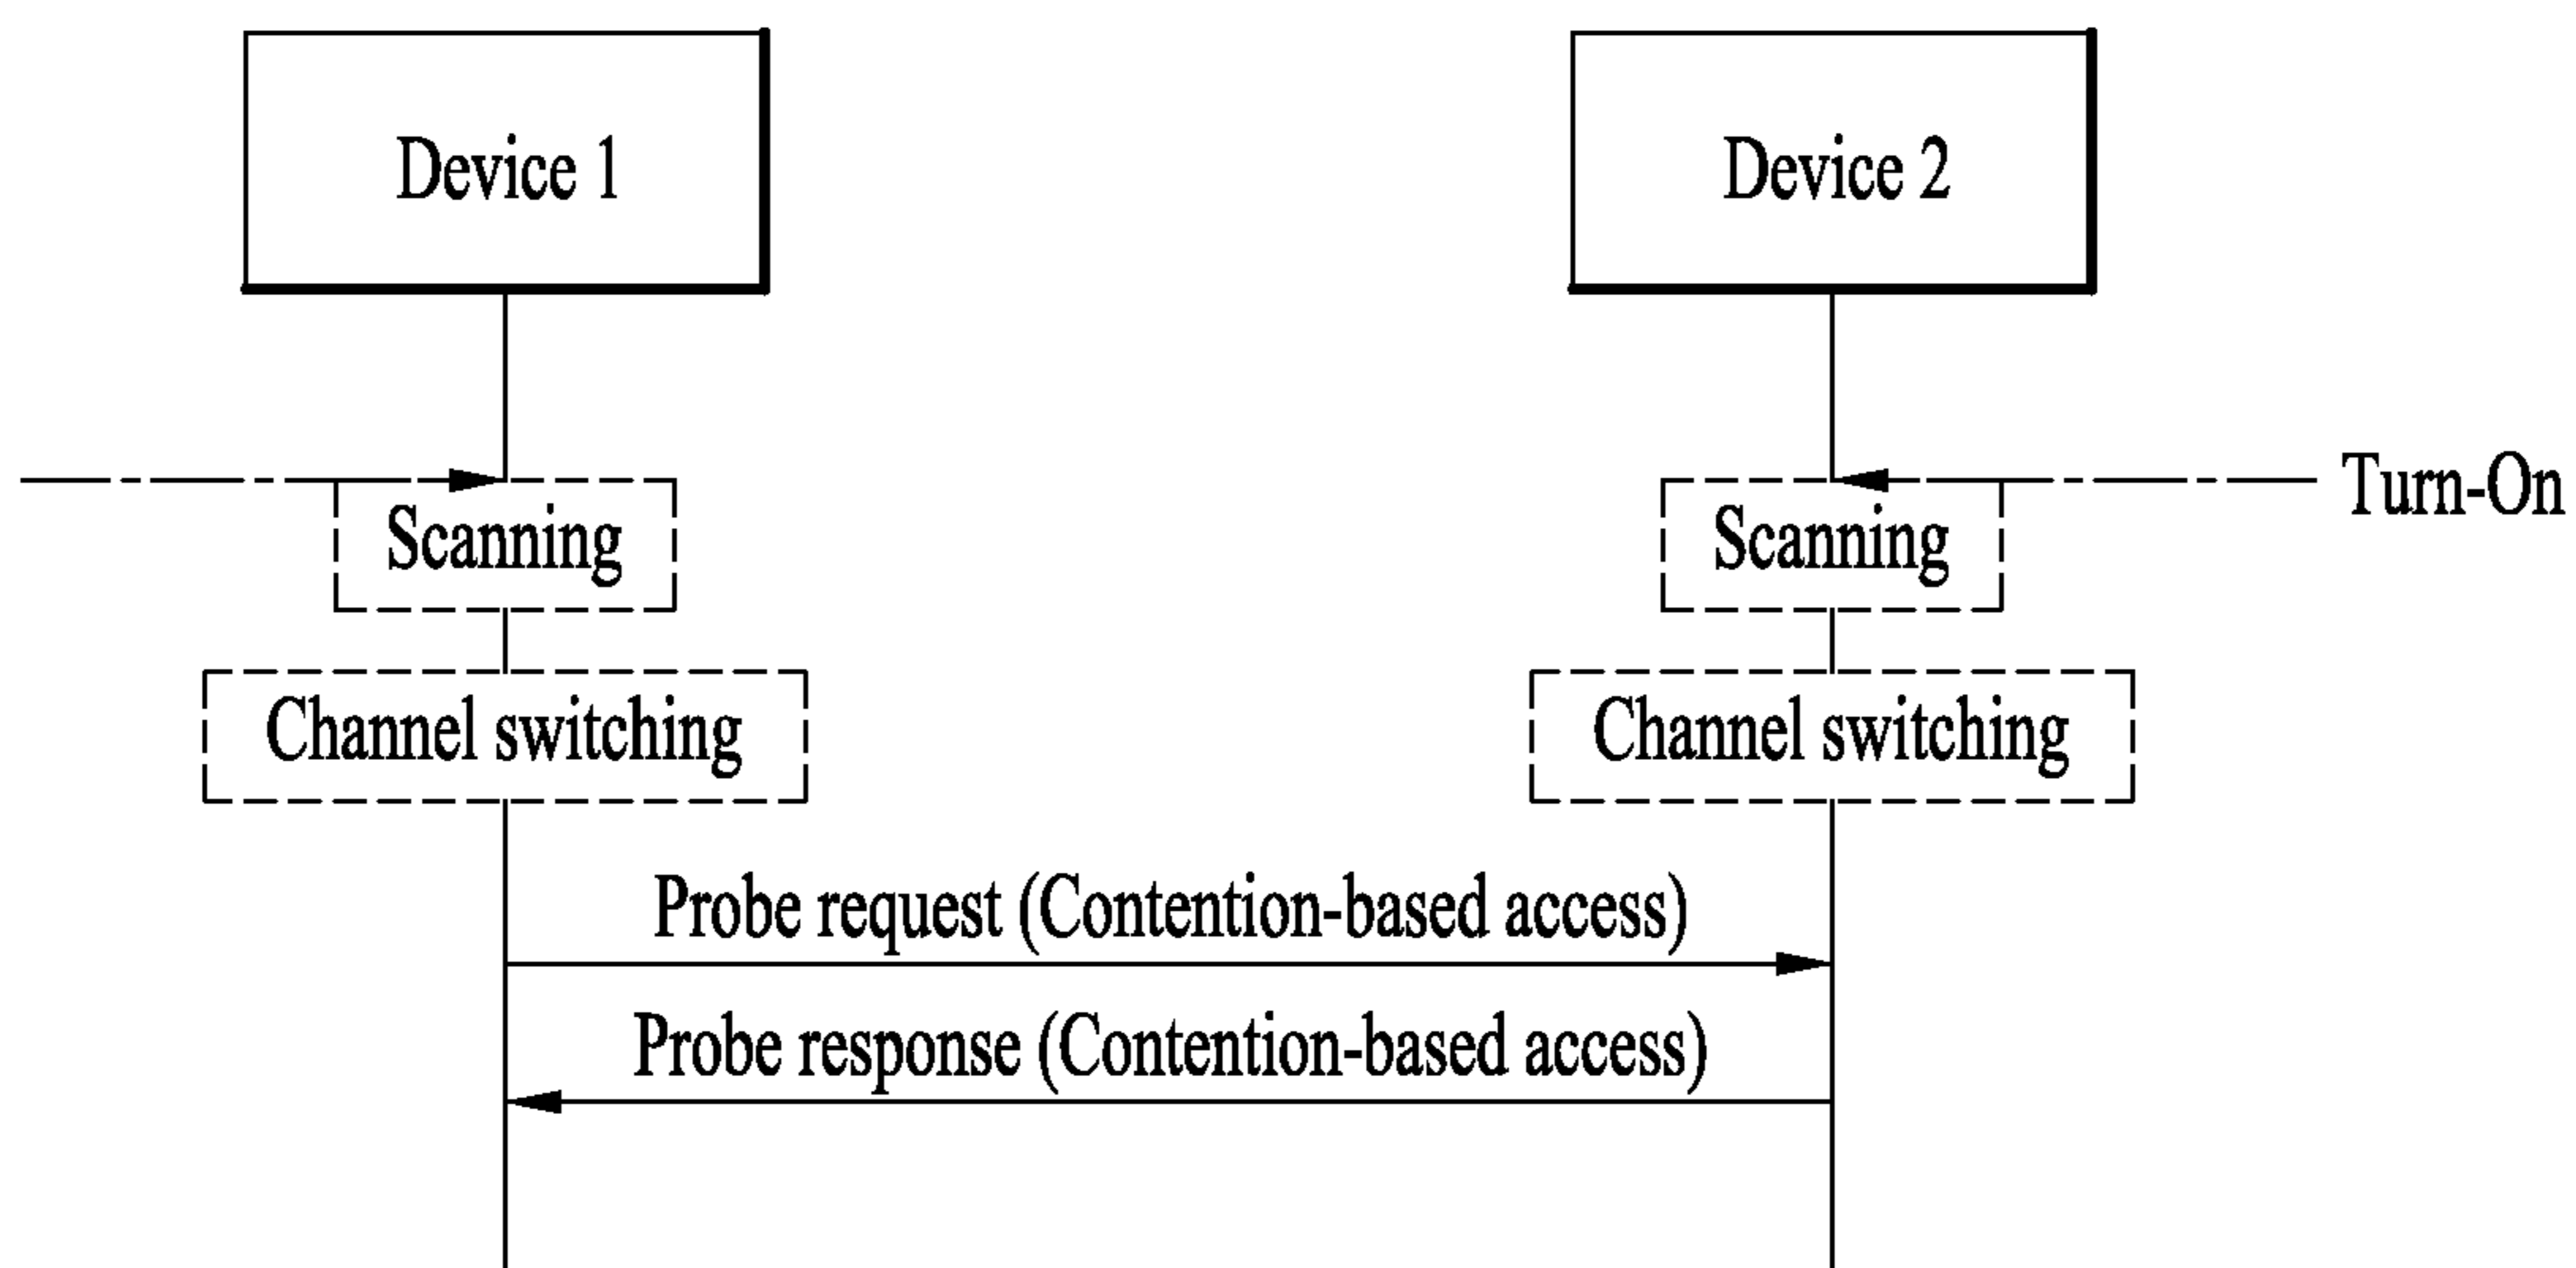 Device 1
Device 2
Turn-On
Scanning
Scanning
Channel switching
Channel switching
Probe request (Contention-based access)
Probe response (Contention-based access)